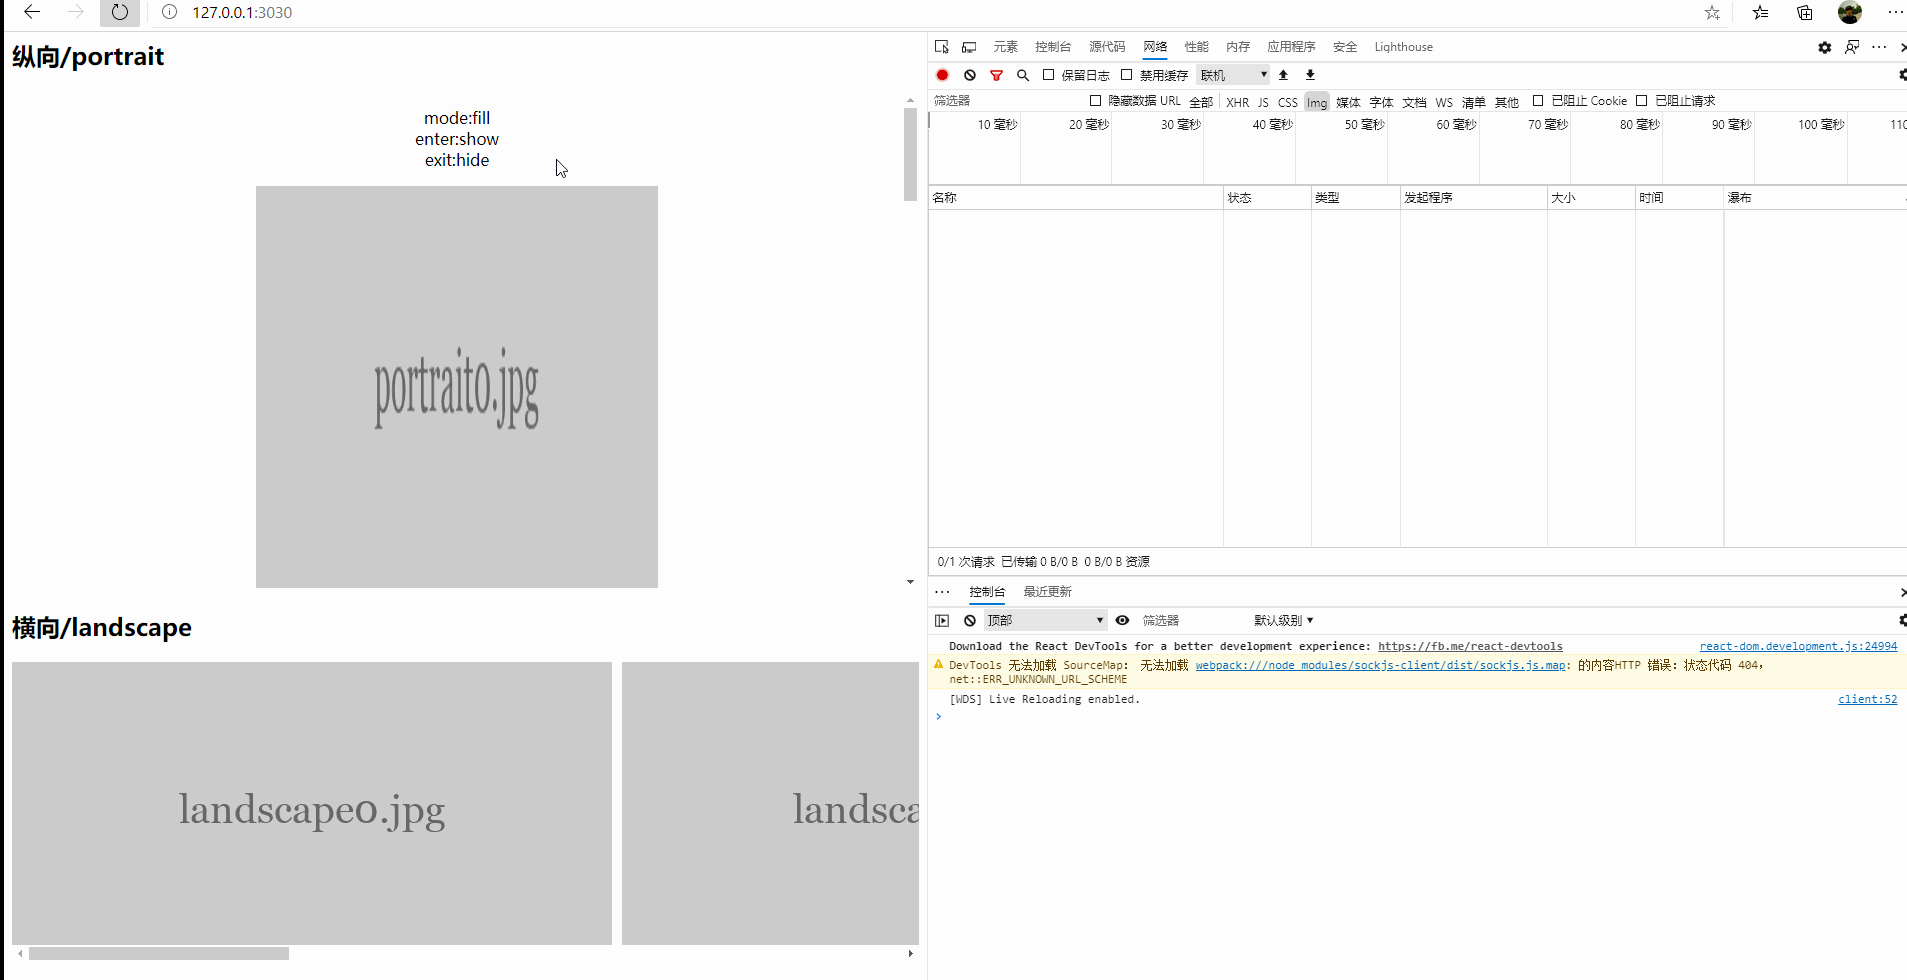 127.0.0.1:3030
纵向/portrait
mode:fill
enter:show
exit:hide
portrait0.jpg
横向/landscape
landscape0.jpg
landsca
元素 控制台 源代码 网络 性能 内存 应用程序 安全 Lighthouse
保留日志 禁用缓存 联机
筛选器 隐藏数据 URL 全部 XHR JS CSS Img 媒体 字体 文档 WS 清单 其他 已阻止 Cookie 已阻止请求
10 毫秒 20 毫秒 30 毫秒 40 毫秒 50 毫秒 60 毫秒 70 毫秒 80 毫秒 90 毫秒 100 毫秒 110
名称 状态 类型 发起程序 大小 时间 瀑布
0/1 次请求 已传输 0 B/0 B 0 B/0 B 资源
控制台 最近更新
顶部 筛选器 默认级别
Download the React DevTools for a better development experience: https://fb.me/react-devtools react-dom.development.js:24994
DevTools 无法加载 SourceMap: 无法加载 webpack:///node_modules/sockjs-client/dist/sockjs.js.map: 的内容HTTP 错误: 状态代码 404,
net::ERR_UNKNOWN_URL_SCHEME
[WDS] Live Reloading enabled. client:52